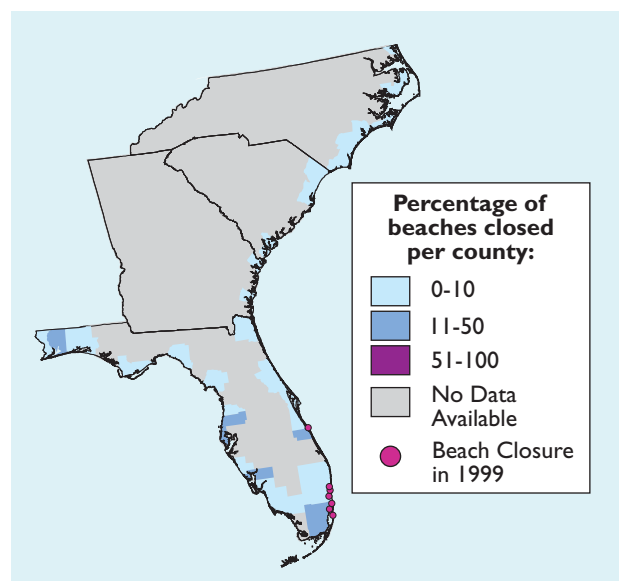 Percentage of
beaches closed
per county:
0-10
11-50
51-100
No Data
Available
Beach Closure
in 1999